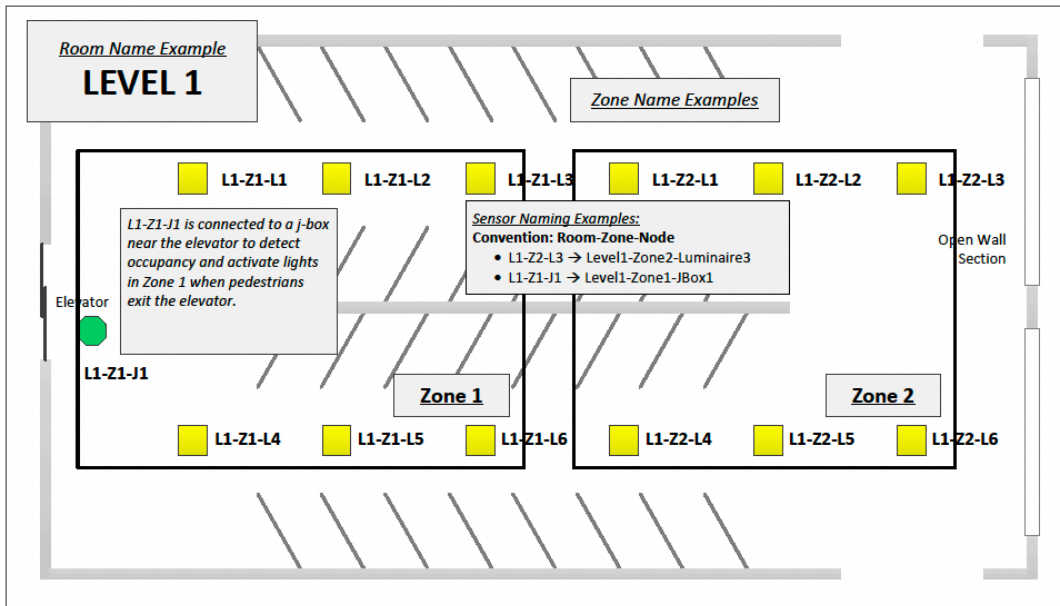 Room Name Example
LEVEL 1
Zone Name Examples
L1-Z1-L1
L1-Z1-L2
L1-Z1-L3
L1-Z2-L1
L1-Z2-L2
L1-Z2-L3
L1-Z1-J1 is connected to a j-box
near the elevator to detect
occupancy and activate lights
in Zone 1 when pedestrians
exit the elevator.
Sensor Naming Examples:
Convention: Room-Zone-Node
• L1-Z2-L3 → Level1-Zone2-Luminaire3
• L1-Z1-J1 → Level1-Zone1-JBox1
Open Wall
Section
Elevator
L1-Z1-J1
Zone 1
Zone 2
L1-Z1-L4
L1-Z1-L5
L1-Z1-L6
L1-Z2-L4
L1-Z2-L5
L1-Z2-L6